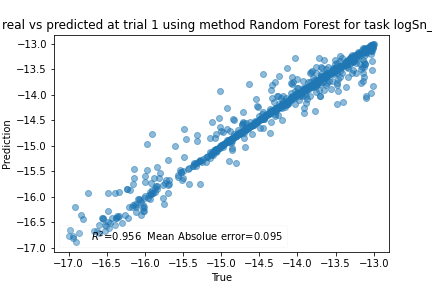 real vs predicted at trial 1 using method Random Forest for task logSn_
−13.0
−13.5
−14.0
−14.5
−15.0
−15.5
−16.0
−16.5
−17.0
Prediction
R²=0.956 Mean Absolue error=0.095
−17.0 −16.5 −16.0 −15.5 −15.0 −14.5 −14.0 −13.5 −13.0
True